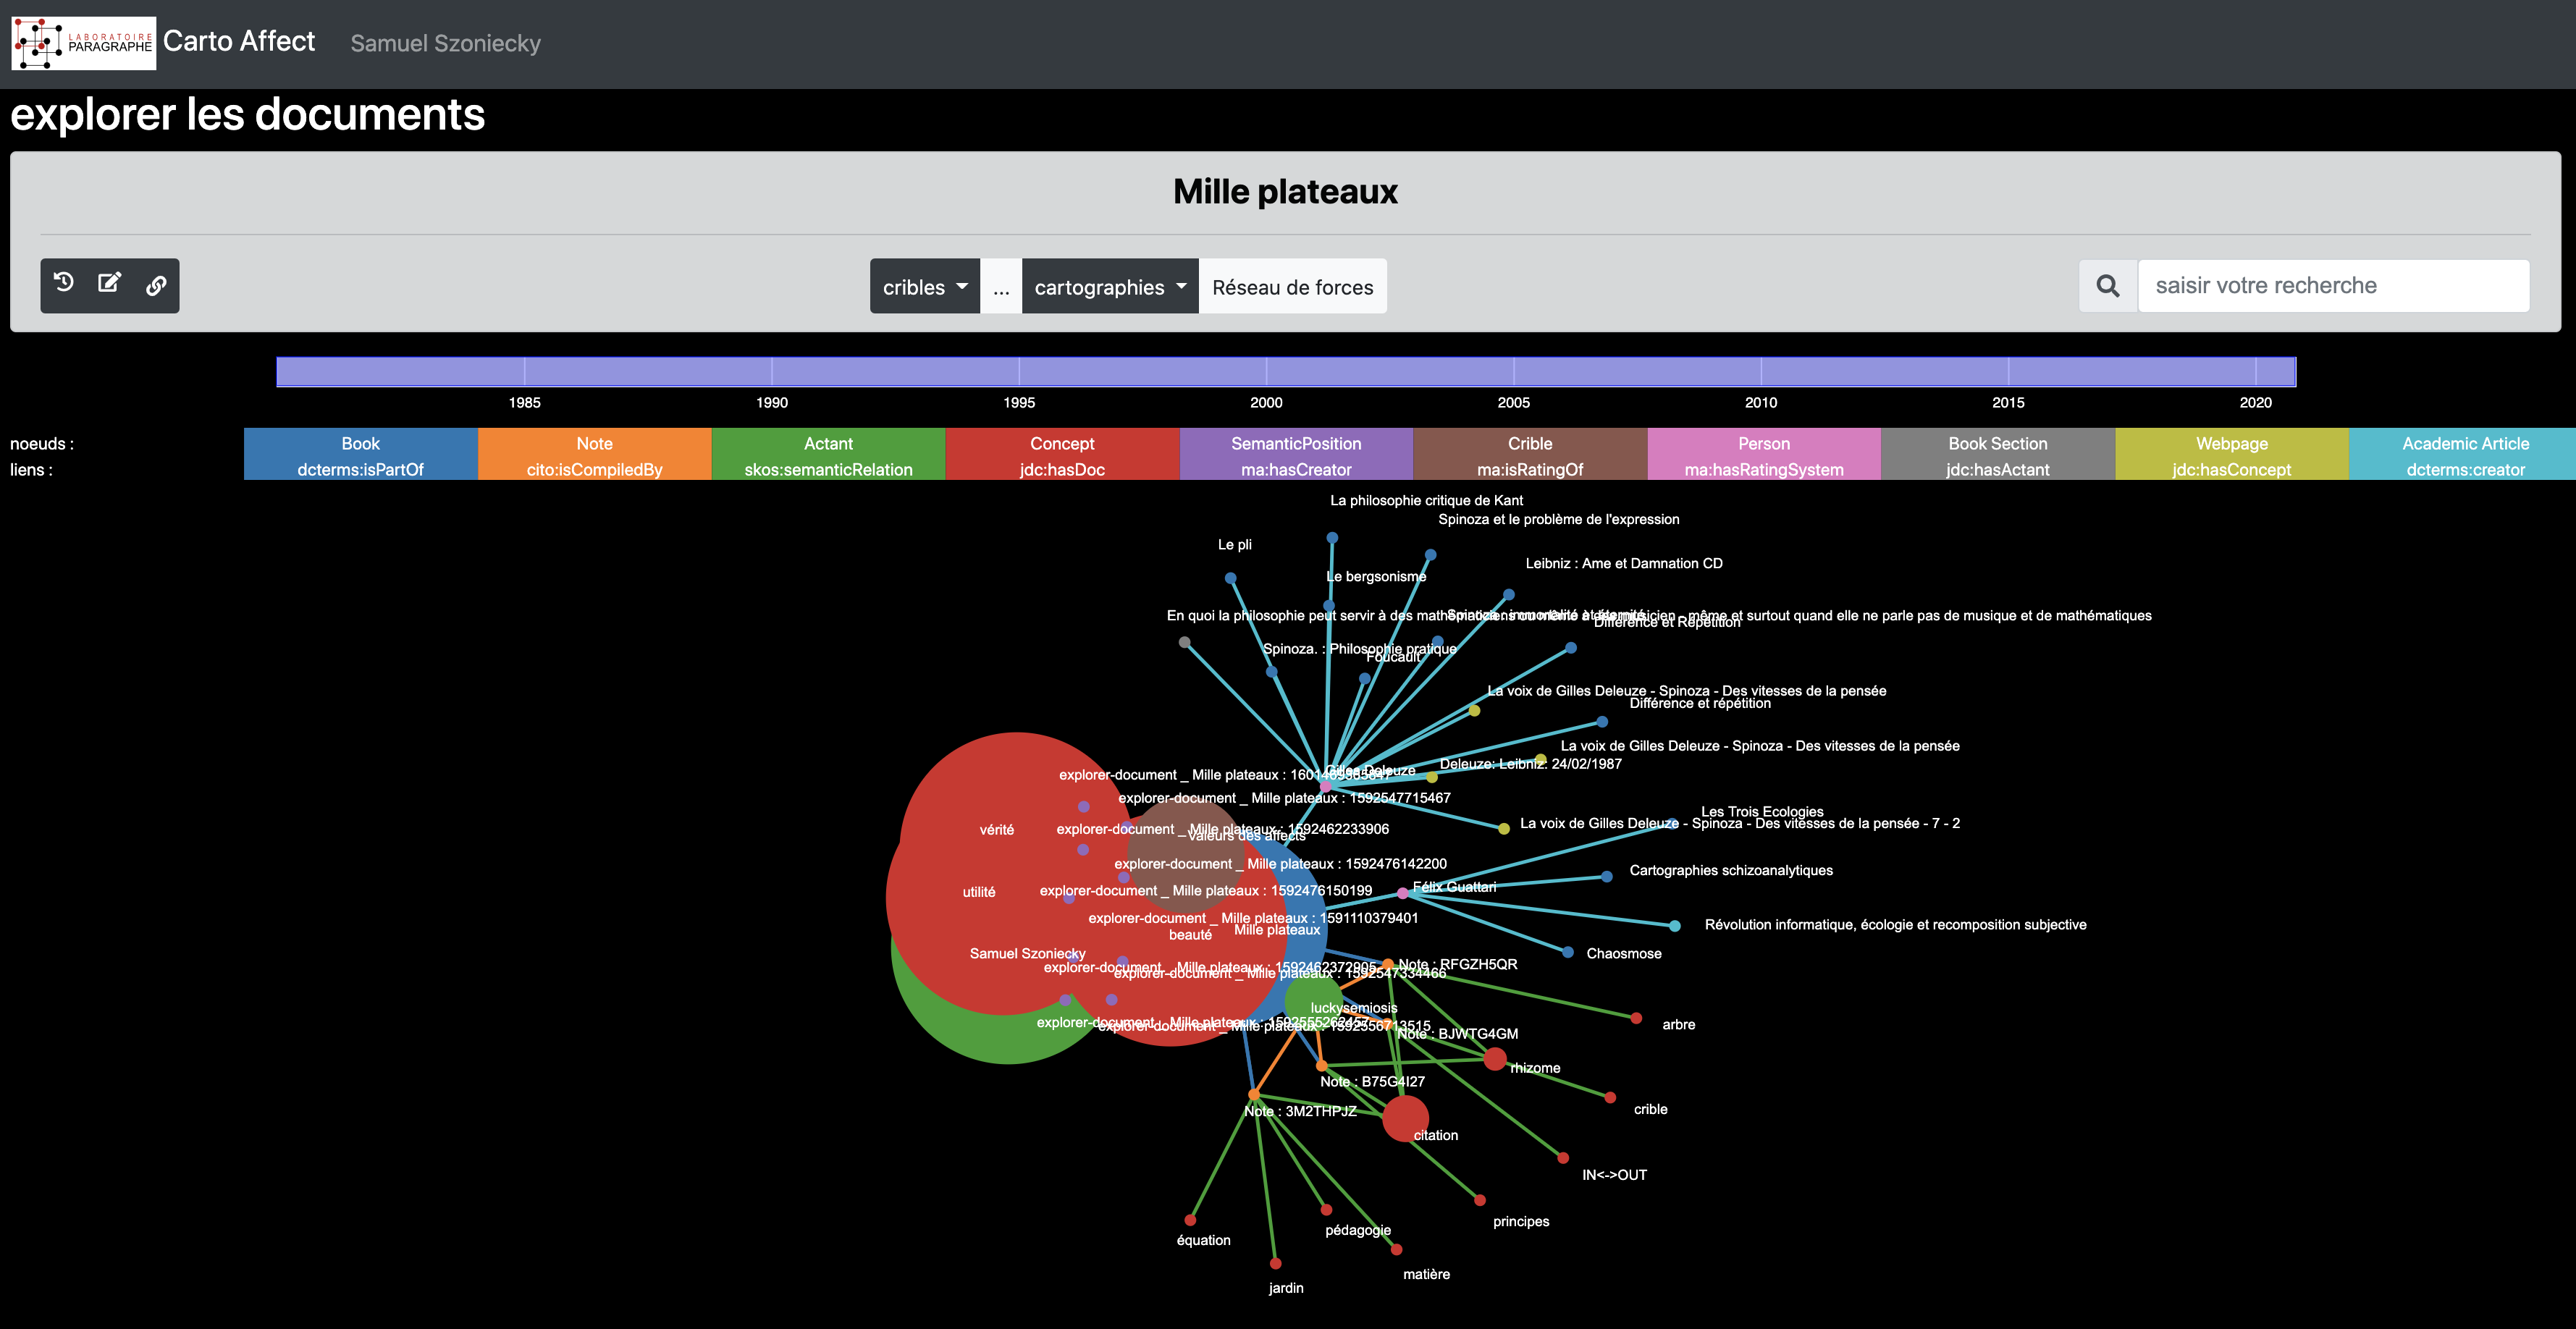 LABORATOIRE
PARAGRAPHE
Carto Affect
Samuel Szoniecky
explorer les documents
Mille plateaux
cribles
...
cartographies
Réseau de forces
saisir votre recherche
1985 1990 1995 2000 2005 2010 2015 2020
noeuds : Book Note Actant Concept SemanticPosition Crible Person Book Section Webpage Academic Article
liens : dcterms:isPartOf cito:isCompiledBy skos:semanticRelation jdc:hasDoc ma:hasCreator ma:isRatingOf ma:hasRatingSystem jdc:hasActant jdc:hasConcept dcterms:creator
La philosophie critique de Kant
Spinoza et le problème de l'expression
Le pli
Leibniz : Ame et Damnation CD
Le bergsonisme
En quoi la philosophie peut servir à des mathématiciens ou même à des musicien - même et surtout quand elle ne parle pas de musique et de mathématiques
Spinoza : immortalité et éternité
Différence et Répétition
Spinoza. : Philosophie pratique
Foucault
La voix de Gilles Deleuze - Spinoza - Des vitesses de la pensée
Différence et répétition
La voix de Gilles Deleuze - Spinoza - Des vitesses de la pensée
Deleuze: Leibniz: 24/02/1987
Gilles Deleuze
explorer-document _ Mille plateaux :
explorer-document _ Mille plateaux : 1592547715467
Les Trois Ecologies
La voix de Gilles Deleuze - Spinoza - Des vitesses de la pensée - 7 - 2
vérité
explorer-document _ Mille plateaux : 1592462233906
Valeurs des affects
explorer-document _ Mille plateaux : 1592476142200
Cartographies schizoanalytiques
utilité
explorer-document _ Mille plateaux : 1592476150199
Félix Guattari
explorer-document _ Mille plateaux : 1591110379401
Révolution informatique, écologie et recomposition subjective
beauté
Mille plateaux
Samuel Szoniecky
Chaosmose
explorer-document _ Mille plateaux : 1592462372905
Note : RFGZH5QR
explorer-document _ Mille plateaux : 1592547334466
luckysemiosis
explorer-document _ Mille plateaux : 1592555262457
explorer-document _ Mille plateaux : 1592556713515
arbre
Note : BJWTG4GM
rhizome
Note : B75G4I27
crible
Note : 3M2THPJZ
citation
IN<->OUT
principes
pédagogie
équation
matière
jardin